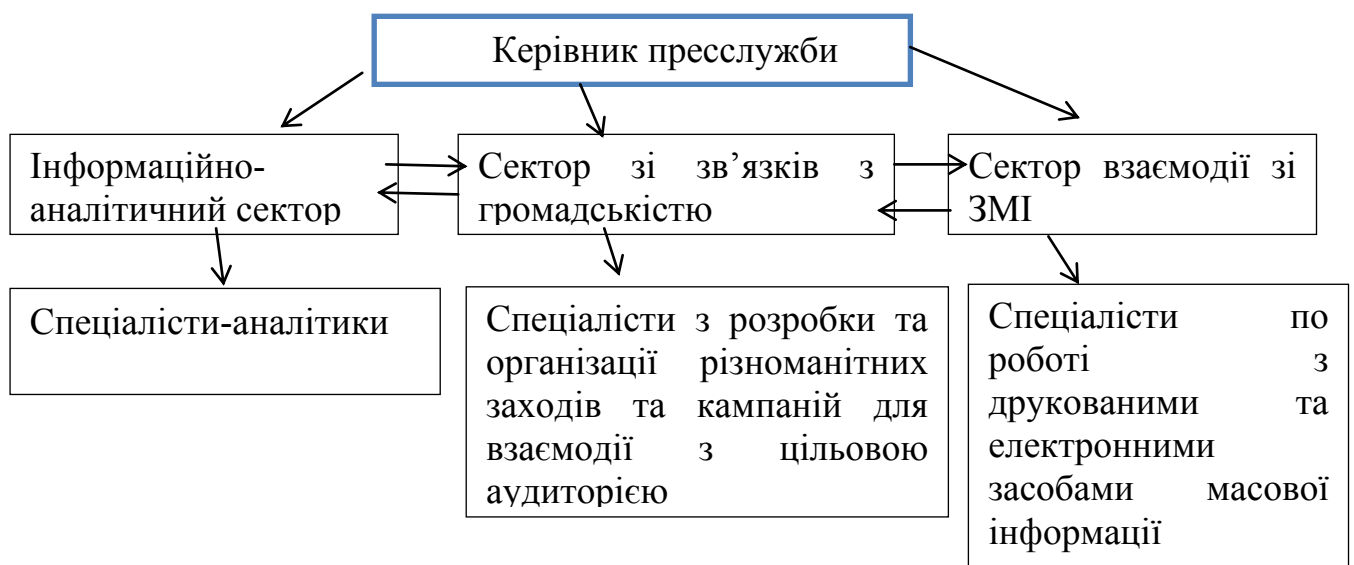 Керівник пресслужби
Інформаційно-
аналітичний сектор
Сектор зі зв’язків з
громадськістю
Сектор взаємодії зі
ЗМІ
Спеціалісти-аналітики
Спеціалісти з розробки та
організації різноманітних
заходів та кампаній для
взаємодії з цільовою
аудиторією
Спеціалісти по
роботі з
друкованими та
електронними
засобами масової
інформації